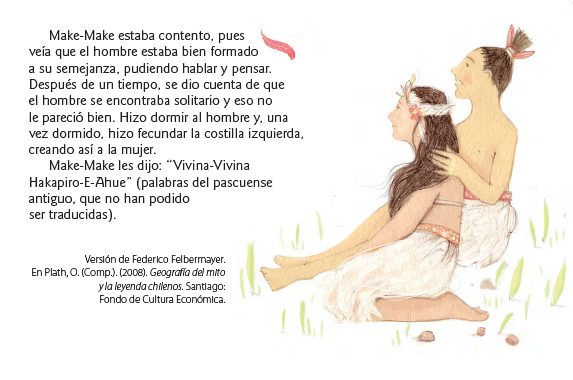 Make-Make estaba contento, pues
veía que el hombre estaba bien formado
a su semejanza, pudiendo hablar y pensar.
Después de un tiempo, se dio cuenta de que
el hombre se encontraba solitario y eso no
le pareció bien. Hizo dormir al hombre y, una
vez dormido, hizo fecundar la costilla izquierda,
creando así a la mujer.
Make-Make les dijo: “Vivina-Vivina
Hakapiro-E-Ahue” (palabras del pascuense
antiguo, que no han podido
ser traducidas).
Versión de Federico Felbermayer.
En Plath, O. (Comp.). (2008). Geografía del mito
y la leyenda chilenos. Santiago:
Fondo de Cultura Económica.